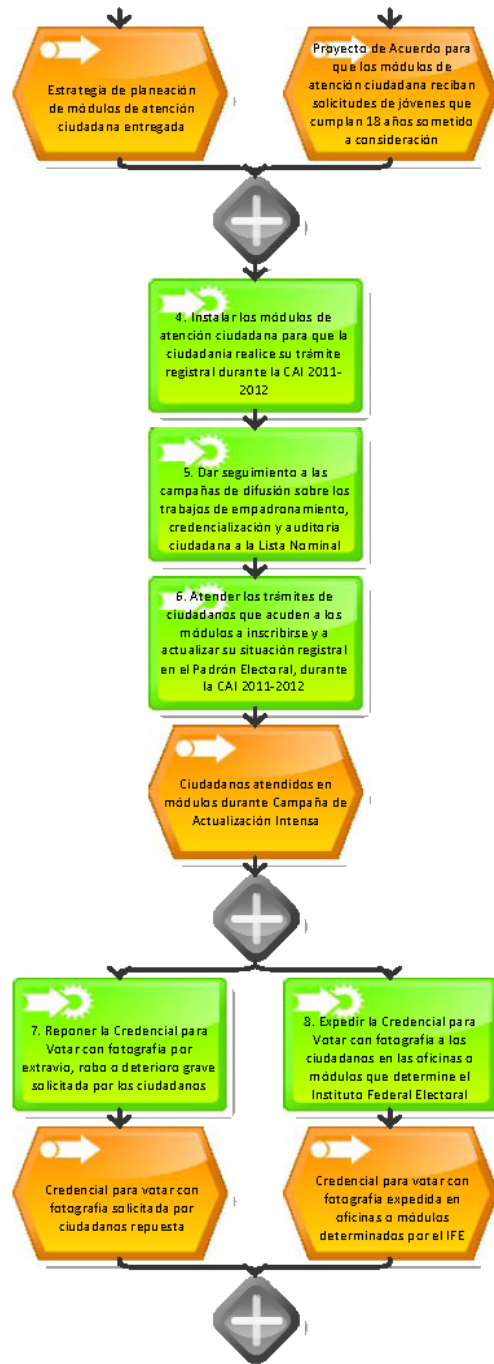 Estrategia de planeación
de módulos de atención
ciudadana entregada
Proyecto de Acuerdo para
que los módulos de
atención ciudadana reciban
solicitudes de jóvenes que
cumplan 18 años sometido
a consideración
4. Instalar los módulos de
atención ciudadana para que la
ciudadanía realice su trámite
registral durante la CAI 2011-
2012
5. Dar seguimiento a las
campañas de difusión sobre los
trabajos de empadronamiento,
credencialización y auditoría
ciudadana a la Lista Nominal
6. Atender los trámites de
ciudadanos que acuden a los
módulos a inscribirse y a
actualizar su situación registral
en el Padrón Electoral, durante
la CAI 2011-2012
Ciudadanos atendidos en
módulos durante Campaña de
Actualización Intensa
7. Reponer la Credencial para
Votar con fotografía por
extravío, robo o deterioro grave
solicitada por los ciudadanos
8. Expedir la Credencial para
Votar con fotografía a los
ciudadanos en las oficinas o
módulos que determine el
Instituto Federal Electoral
Credencial para votar con
fotografía solicitada por
ciudadanos repuesta
Credencial para votar con
fotografía expedida en
oficinas o módulos
determinados por el IFE